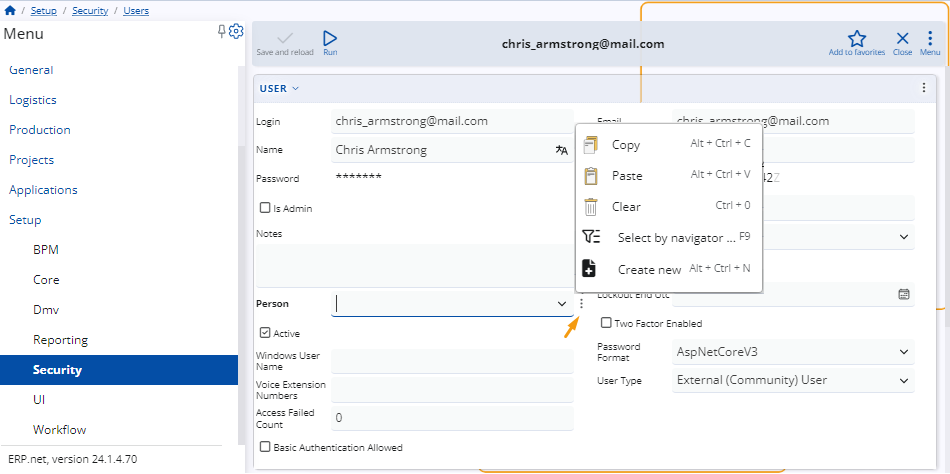 / Setup / Security / Users
Menu
General
Logistics
Production
Projects
Applications
Setup
BPM
Core
Dmv
Reporting
Security
UI
Workflow
ERP.net, version 24.1.4.70
Save and reload
Run
chris_armstrong@mail.com
Add to favorites
Close
Menu
USER
Login
chris_armstrong@mail.com
Name
Chris Armstrong
Password
*******
Is Admin
Notes
Person
Active
Windows User
Name
Voice Extension
Numbers
Access Failed
Count
0
Basic Authentication Allowed
Email
chris_armstrong@mail.com
42Z
Copy Alt + Ctrl + C
Paste Alt + Ctrl + V
Clear Ctrl + 0
Select by navigator ... F9
Create new Alt + Ctrl + N
Lockout End Utc
Two Factor Enabled
Password
Format
AspNetCoreV3
User Type
External (Community) User